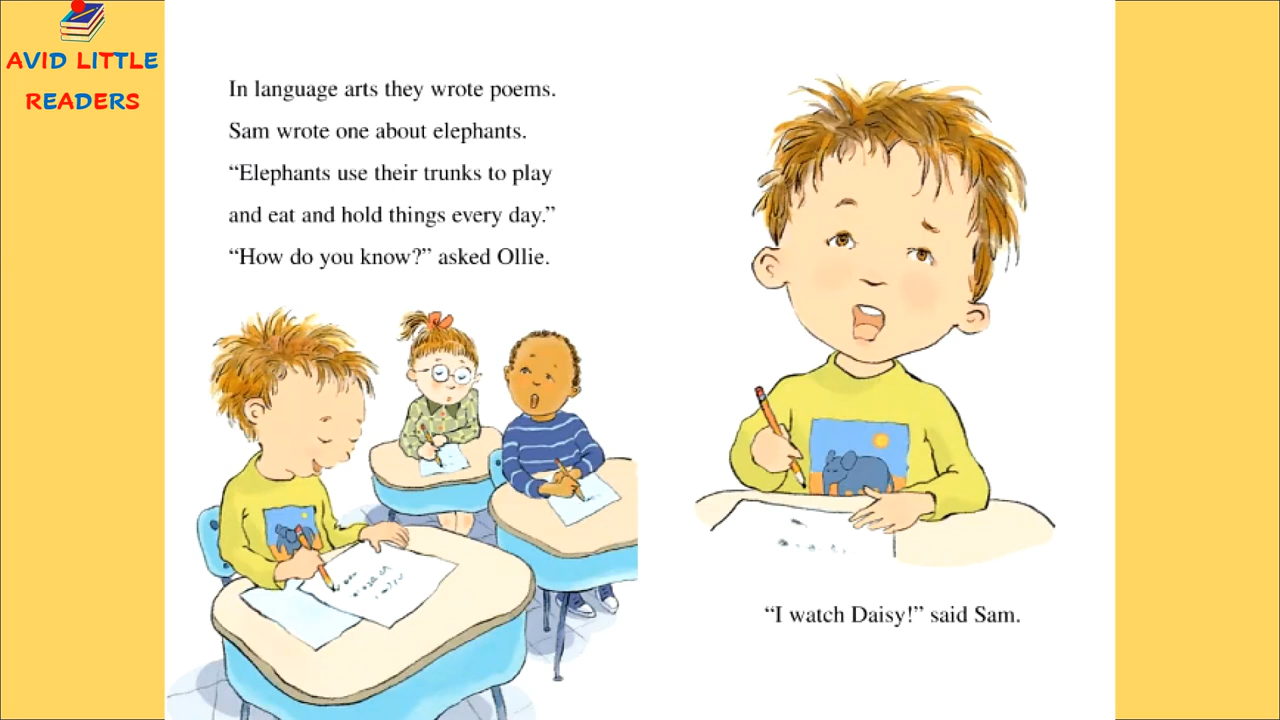 AVID LITTLE
READERS
In language arts they wrote poems.
Sam wrote one about elephants.
“Elephants use their trunks to play
and eat and hold things every day.”
“How do you know?” asked Ollie.
“I watch Daisy!” said Sam.